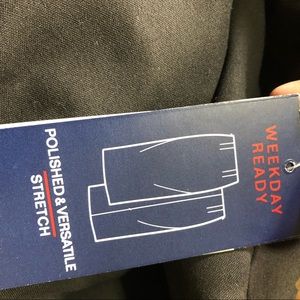 WEEKDAY
READY
POLISHED & VERSATILE
STRETCH